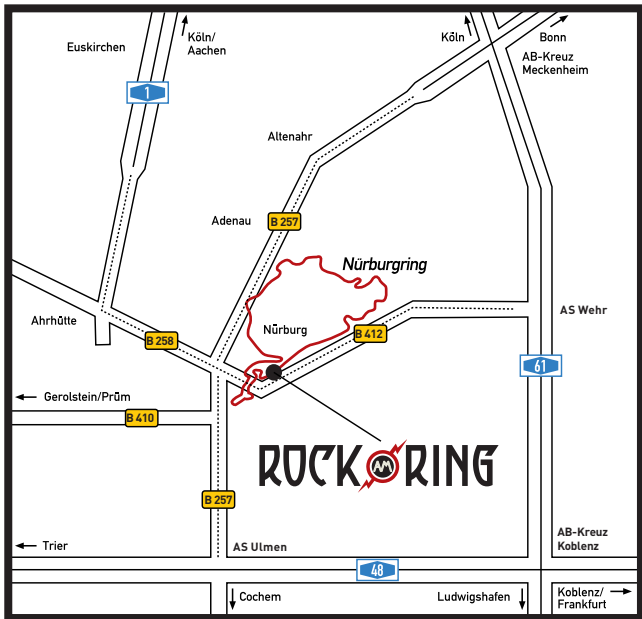 Euskirchen
Köln/
Aachen
Köln
Bonn
AB-Kreuz
Meckenheim
1
Altenahr
Adenau
B 257
Nürburgring
Ahrhütte
B 258
Nürburg
B 412
AS Wehr
61
Gerolstein/Prüm
B 410
ROCK AM RING
B 257
Trier
AS Ulmen
AB-Kreuz
Koblenz
48
Cochem
Ludwigshafen
Koblenz/
Frankfurt